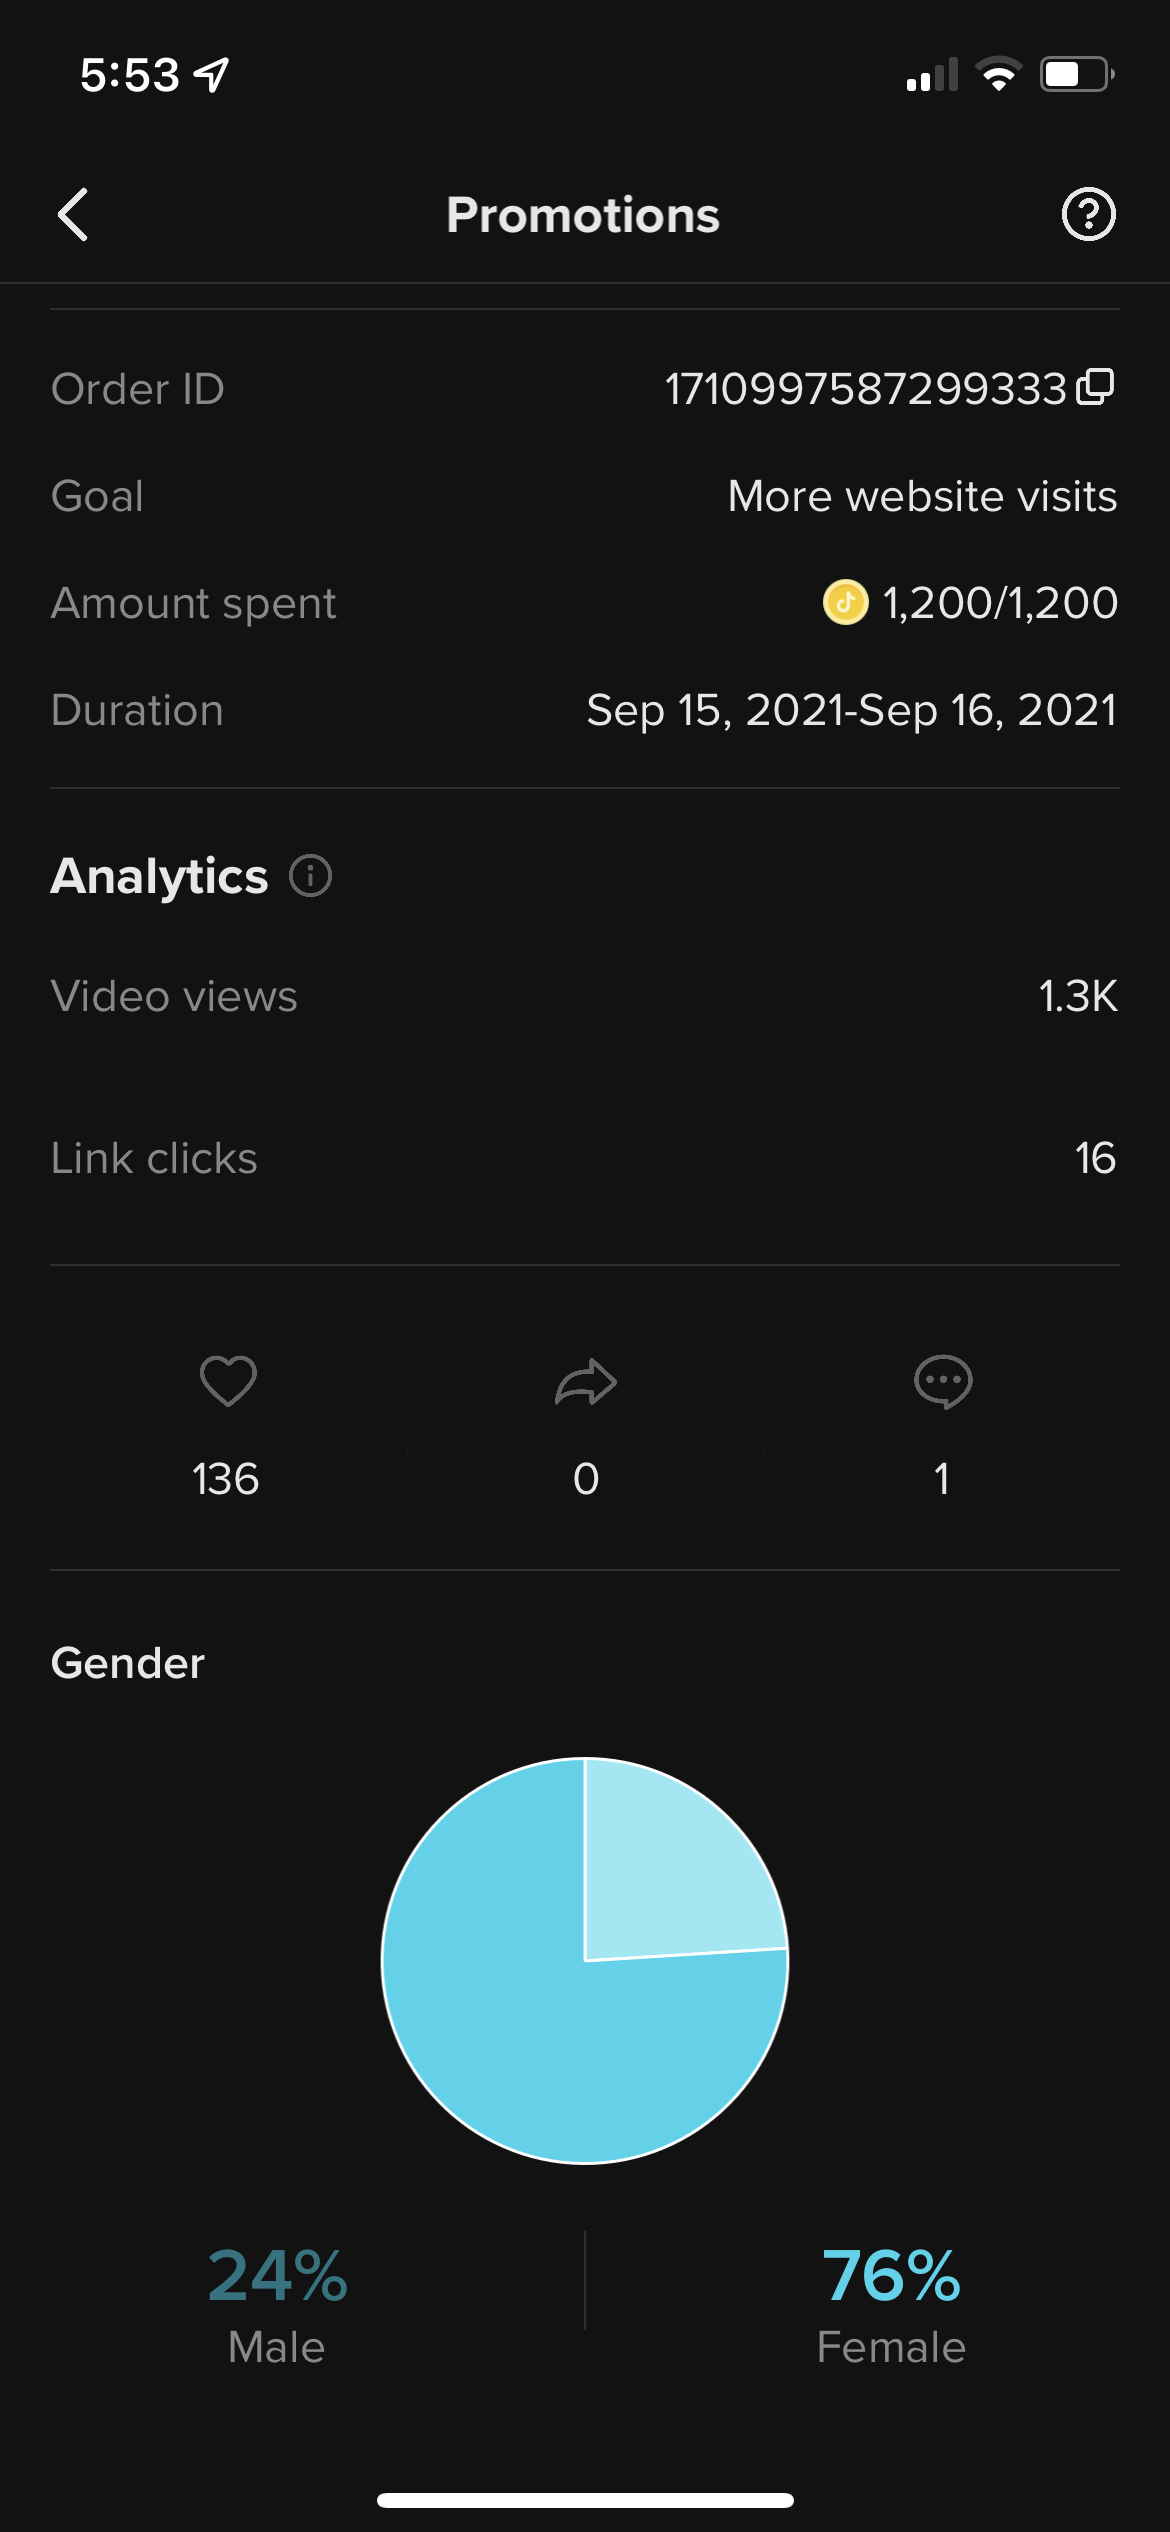 5:53
Promotions
Order ID 1710997587299333
Goal More website visits
Amount spent 1,200/1,200
Duration Sep 15, 2021-Sep 16, 2021
Analytics
Video views 1.3K
Link clicks 16
136 0 1
Gender
24% 76%
Male Female